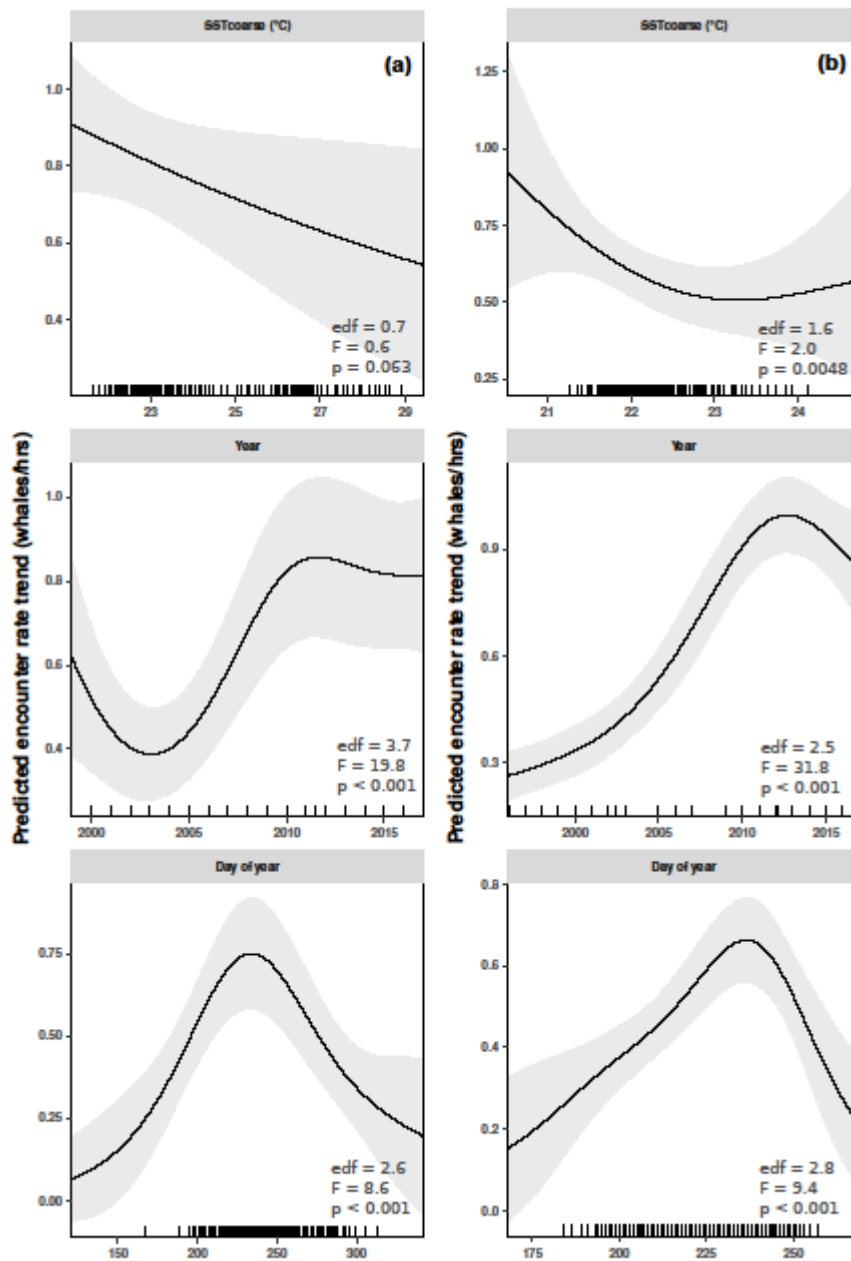 SSTcoarse (°C)
(a)
1.0
0.8
0.6
0.4
edf = 0.7
F = 0.6
p = 0.063
23
25
27
29
SSTcoarse (°C)
(b)
1.25
1.00
0.75
0.50
0.25
edf = 1.6
F = 2.0
p = 0.0048
21
22
23
24
Predicted encounter rate trend (whales/hrs)
Year
1.0
0.8
0.6
0.4
edf = 3.7
F = 19.8
p < 0.001
2000
2005
2010
2015
Predicted encounter rate trend (whales/hrs)
Year
0.9
0.6
0.3
edf = 2.5
F = 31.8
p < 0.001
2000
2005
2010
2015
Day of year
0.75
0.50
0.25
0.00
edf = 2.6
F = 8.6
p < 0.001
150
200
250
300
Day of year
0.8
0.6
0.4
0.2
0.0
edf = 2.8
F = 9.4
p < 0.001
175
200
225
250